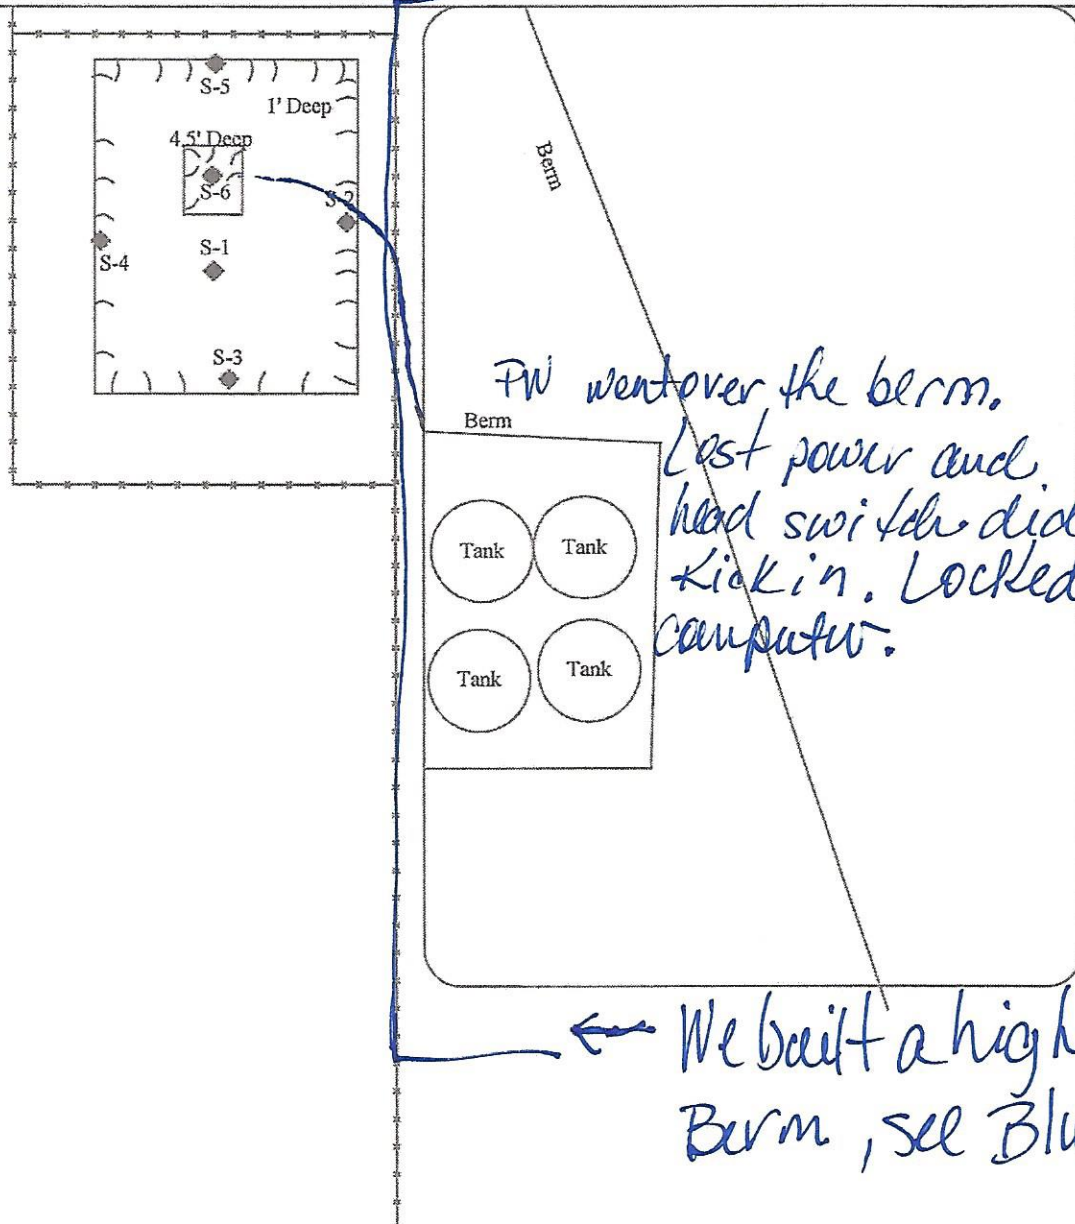 S-5
1' Deep
4.5' Deep
S-6
S-2
S-1
S-4
S-3
Berm
PW went over the berm.
Lost power and
head switch did
Kick in. Locked
computer.
Berm
Tank
Tank
Tank
Tank
We built a high
Berm, see Blu